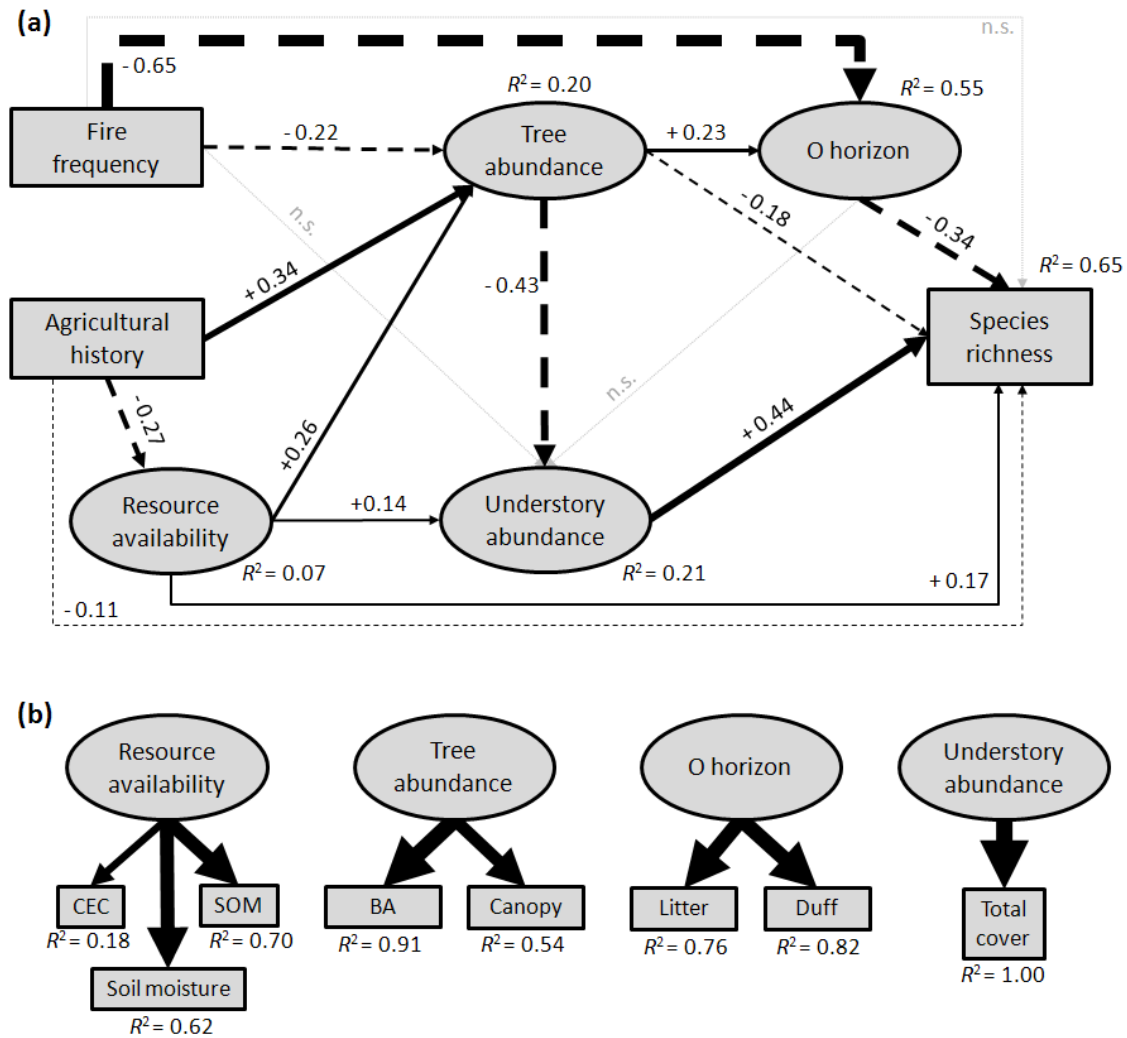 (a)
n.s.
- 0.65
R² = 0.20
R² = 0.55
Fire
frequency
- 0.22
Tree
abundance
+ 0.23
O horizon
n.s.
- 0.18
- 0.34
+ 0.34
- 0.43
R² = 0.65
Agricultural
history
Species
richness
n.s.
- 0.27
+0.26
+ 0.44
Resource
availability
+0.14
Understory
abundance
R² = 0.07
R² = 0.21
+ 0.17
- 0.11
(b)
Resource
availability
Tree
abundance
O horizon
Understory
abundance
CEC
SOM
BA
Canopy
Litter
Duff
Total
cover
R² = 0.18
R² = 0.70
R² = 0.91
R² = 0.54
R² = 0.76
R² = 0.82
R² = 1.00
Soil moisture
R² = 0.62